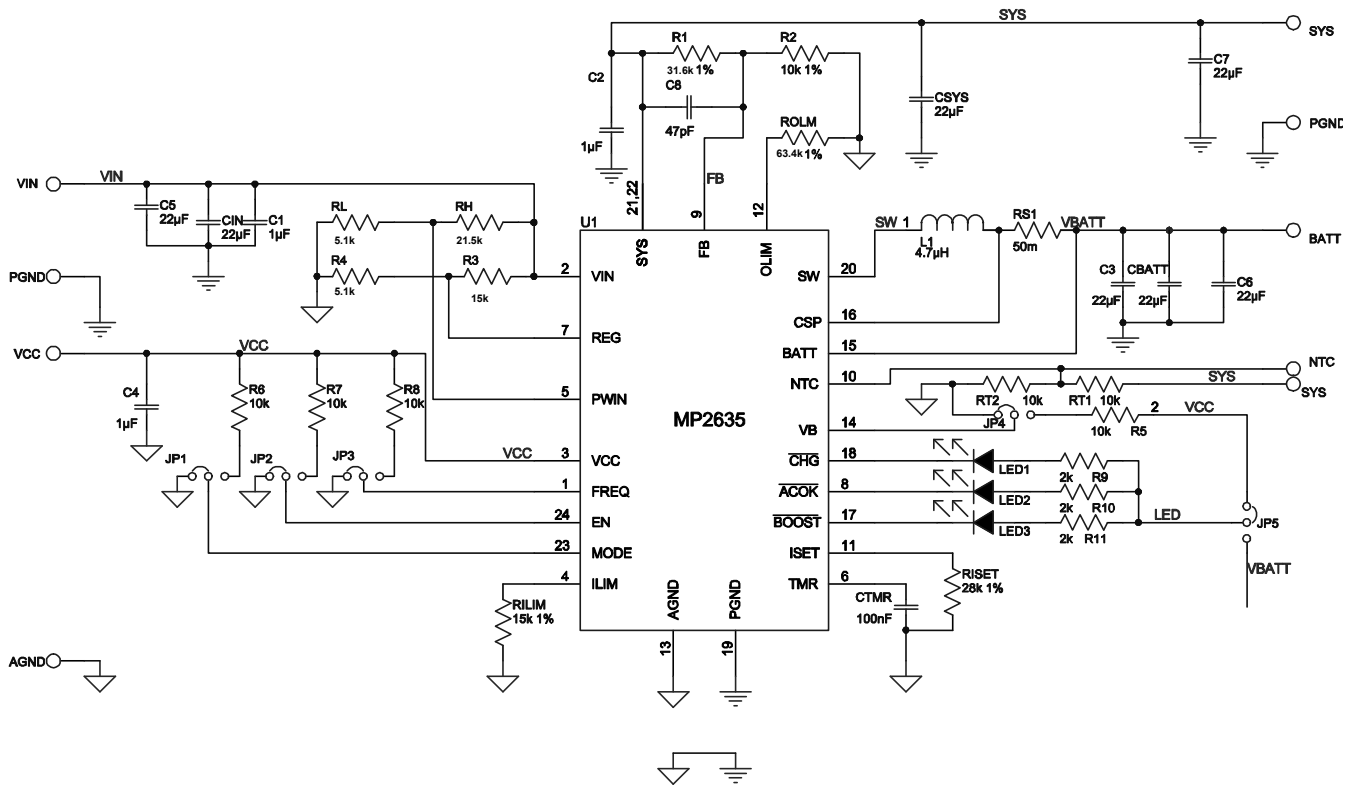 SYS
SYS
R1
31.6k 1%
R2
10k 1%
C7
22µF
C2
1µF
C8
47pF
CSYS
22µF
ROLM
63.4k 1%
PGND
VIN
VIN
C5
22µF
CIN
22µF
C1
1µF
21,22
9
FB
12
RL
5.1k
RH
21.5k
U1
SYS
FB
OLIM
SW 1
L1
4.7µH
RS1
50m
VBATT
BATT
R4
5.1k
R3
15k
PGND
2
VIN
SW
20
C3
22µF
CBATT
22µF
C6
22µF
7
REG
CSP
16
VCC
VCC
BATT
15
NTC
C4
1µF
R6
10k
R7
10k
R8
10k
5
PWIN
NTC
10
SYS
SYS
RT2
10k
RT1
10k
MP2635
JP4
10k
R5
2
VCC
VB
14
JP1
JP2
JP3
VCC
3
VCC
CHG
18
LED1
2k
R9
1
FREQ
ACOK
8
LED2
2k
R10
24
EN
BOOST
17
LED3
2k
R11
LED
JP5
23
MODE
ISET
11
VBATT
4
ILIM
TMR
6
RILIM
15k 1%
AGND
PGND
CTMR
100nF
RISET
28k 1%
13
19
AGND